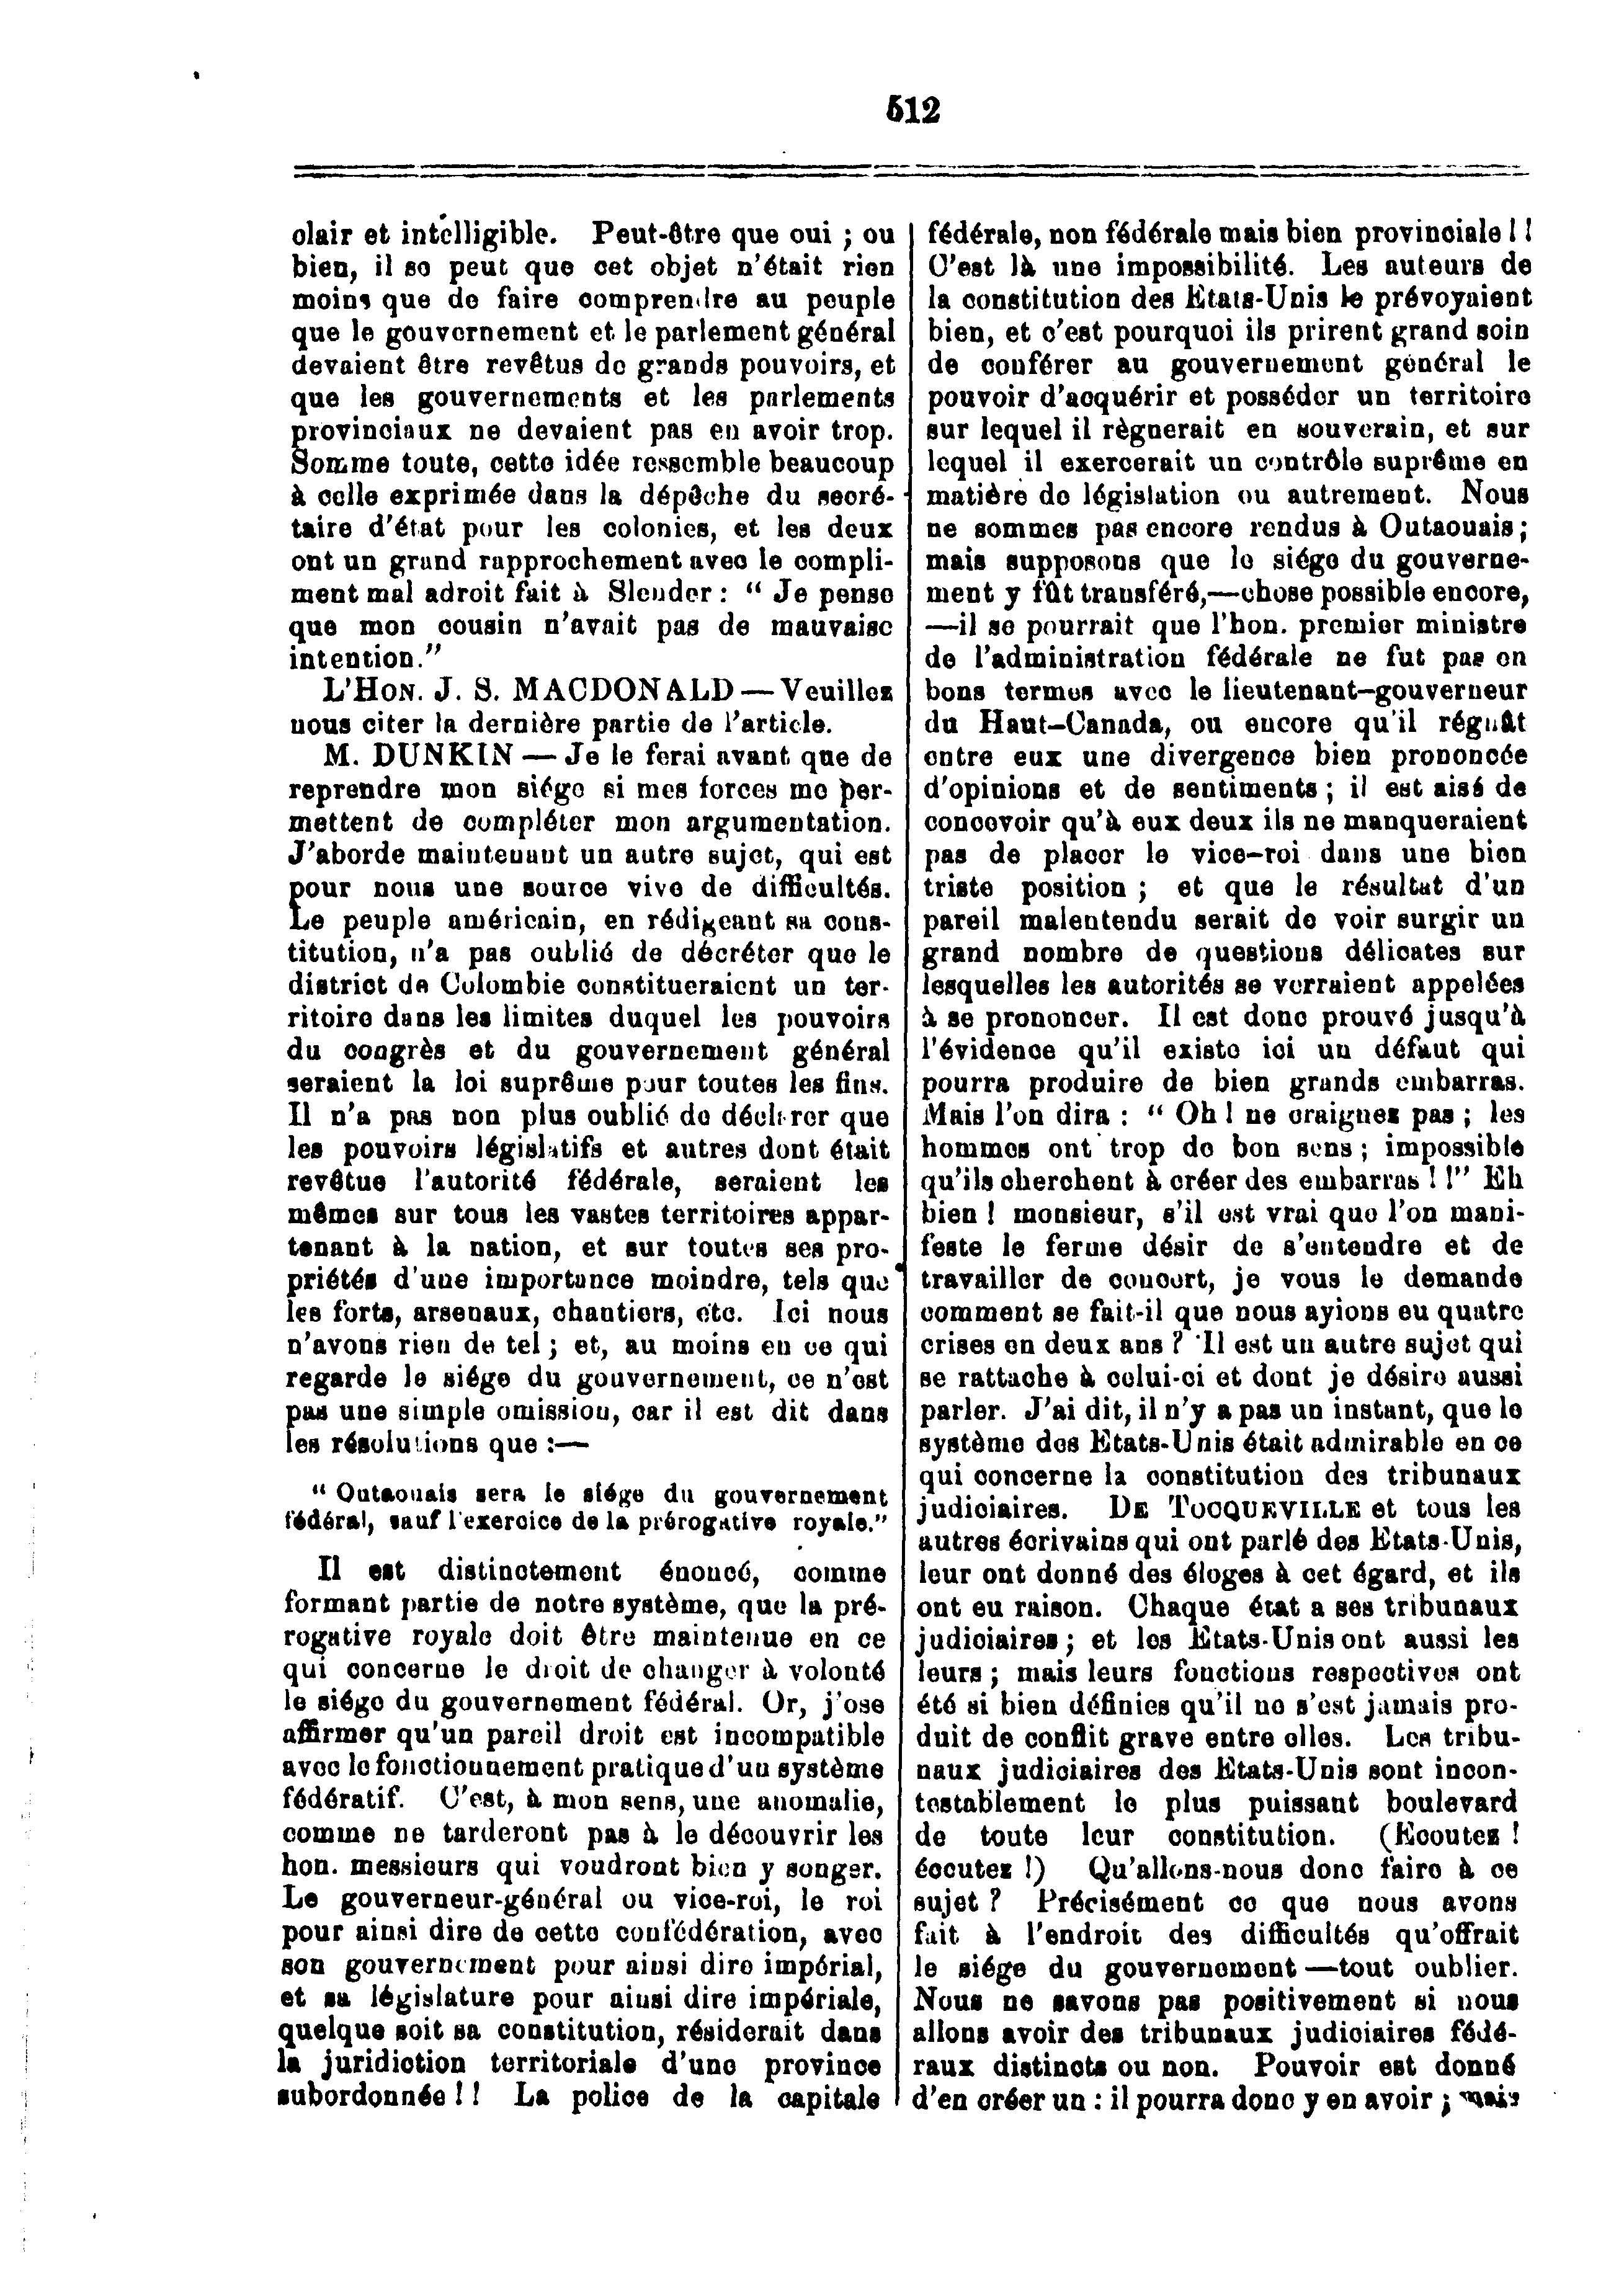 512
clair et intelligible. Peut-être que oui ; ou
bien, il se peut que cet objet n'était rien
moins que de faire comprendre au peuple
que le gouvernement et le parlement général
devaient être revêtus de grands pouvoirs, et
que les gouvernements et les parlements
provinciaux ne devaient pas en avoir trop.
Somme toute, cette idée ressemble beaucoup
à celle exprimée dans la dépêche du secré-
taire d'état pour les colonies, et les deux
ont un grand rapprochement avec le compli-
ment mal adroit fait à Slender : “ Je pense
que mon cousin n'avait pas de mauvaise
intention.”
L'HON. J. S. MACDONALD — Veuillez
nous citer la dernière partie de l'article.
M. DUNKIN — Je le ferai avant que de
reprendre mon siége si mes forces me per-
mettent de compléter mon argumentation.
J'aborde maintenant un autre sujet, qui est
pour nous une source vive de difficultés.
Le peuple américain, en rédigeant sa cons-
titution, n'a pas oublié de décréter que le
district de Colombie constitueraient un ter-
ritoire dans les limites duquel les pouvoirs
du congrès et du gouvernement général
seraient la loi suprême pour toutes les fins.
Il n'a pas non plus oublié de déclarer que
les pouvoirs législatifs et autres dont était
revêtue l'autorité fédérale, seraient les
mêmes sur tous les vastes territoires appar-
tenant à la nation, et sur toutes ses pro-
priétés d'une importance moindre, tels que
les forts, arsenaux, chantiers, etc. Ici nous
n'avons rien de tel ; et, au moins en ce qui
regarde le siége du gouvernement, ce n'est
pas une simple omission, car il est dit dans
les résolutions que :—
“ Outaouais sera le siége du gouvernement
fédéral, sauf l'exercice de la prérogative royale.”
Il est distinctement énoncé, comme
formant partie de notre système, que la pré-
rogative royale doit être maintenue en ce
qui concerne le droit de changer à volonté
le siége du gouvernement fédéral. Or, j'ose
affirmer qu'un pareil droit est incompatible
avec le fonctionnement pratique d'un système
fédératif. C'est, à mon sens, une anomalie,
comme ne tarderont pas à le découvrir les
hon. messieurs qui voudront bien y songer.
Le gouverneur-général ou vice-roi, le roi
pour ainsi dire de cette confédération, avec
son gouvernement pour ainsi dire impérial,
et sa législature pour ainsi dire impériale,
quelque soit sa constitution, résiderait dans
la juridiction territoriale d'une province
subordonnée ! ! La police de la capitale
fédérale, non fédérale mais bien provinciale ! !
C'est là une impossibilité. Les auteurs de
la constitution des Etats-Unis le prévoyaient
bien, et c'est pourquoi ils prirent grand soin
de conférer au gouvernement général le
pouvoir d'acquérir et posséder un territoire
sur lequel il règnerait en souverain, et sur
lequel il exercerait un contrôle suprême en
matière de législation ou autrement. Nous
ne sommes pas encore rendus à Outaouais ;
mais supposons que le siége du gouverne-
ment y fût transféré,—chose possible encore,
—il se pourrait que l'hon. premier ministre
de l'administration fédérale ne fut pas en
bons termes avec le lieutenant-gouverneur
du Haut-Canada, ou encore qu'il régnât
entre eux une divergence bien prononcée
d'opinions et de sentiments ; il est aisé de
concevoir qu'à eux deux ils ne manqueraient
pas de placer le vice-roi dans une bien
triste position ; et que le résultat d'un
pareil malentendu serait de voir surgir un
grand nombre de questions délicates sur
lesquelles les autorités se verraient appelées
à se prononcer. Il est donc prouvé jusqu'à
l'évidence qu'il existe ici un défaut qui
pourra produire de bien grands embarras.
Mais l'on dira : “ Oh ! ne craignez pas ; les
hommes ont trop de bon sens ; impossible
qu'ils cherchent à créer des embarras ! !” Eh
bien ! monsieur, s'il est vrai que l'on mani-
feste le ferme désir de s'entendre et de
travailler de concert, je vous le demande
comment se fait-il que nous ayions eu quatre
crises en deux ans ? Il est un autre sujet qui
se rattache à celui-ci et dont je désire aussi
parler. J'ai dit, il n'y a pas un instant, que le
système des Etats-Unis était admirable en ce
qui concerne la constitution des tribunaux
judiciaires. DE TOCQUEVILLE et tous les
autres écrivains qui ont parlé des Etats-Unis,
leur ont donné des éloges à cet égard, et ils
ont eu raison. Chaque état a ses tribunaux
judiciaires ; et les Etats-Unis ont aussi les
leurs ; mais leurs fonctions respectives ont
été si bien définies qu'il ne s'est jamais pro-
duit de conflit grave entre elles. Les tribu-
naux judiciaires des Etats-Unis sont incon-
testablement le plus puissant boulevard
de toute leur constitution. (Ecoutez !
écoutez !) Qu'allons-nous donc faire à ce
sujet ? Précisément ce que nous avons
fait à l'endroit des difficultés qu'offrait
le siége du gouvernement —tout oublier.
Nous ne savons pas positivement si nous
allons avoir des tribunaux judiciaires fédé-
raux distincts ou non. Pouvoir est donné
d'en créer un : il pourra donc y en avoir ; mais